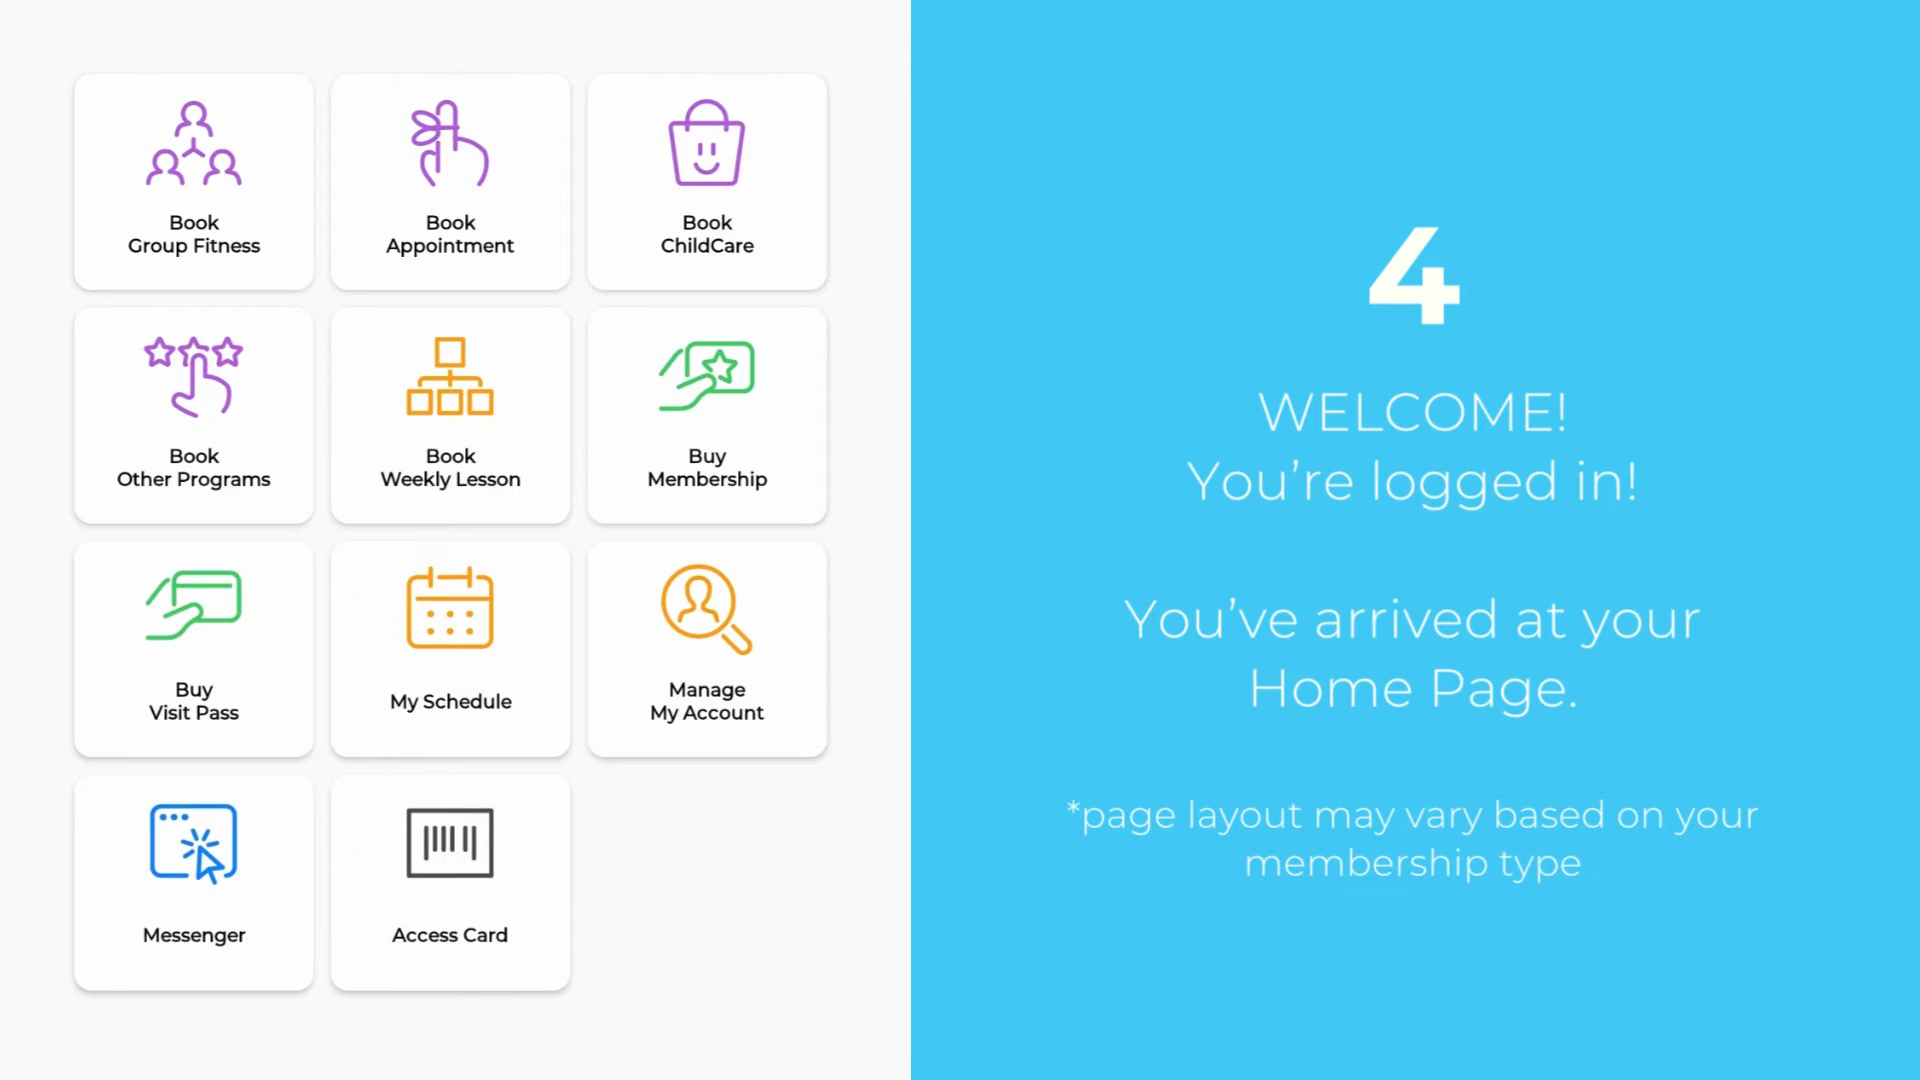 Book
Group Fitness
Book
Appointment
Book
ChildCare
Book
Other Programs
Book
Weekly Lesson
Buy
Membership
Buy
Visit Pass
My Schedule
Manage
My Account
Messenger
Access Card
4
WELCOME!
You’re logged in!
You’ve arrived at your
Home Page.
*page layout may vary based on your
membership type